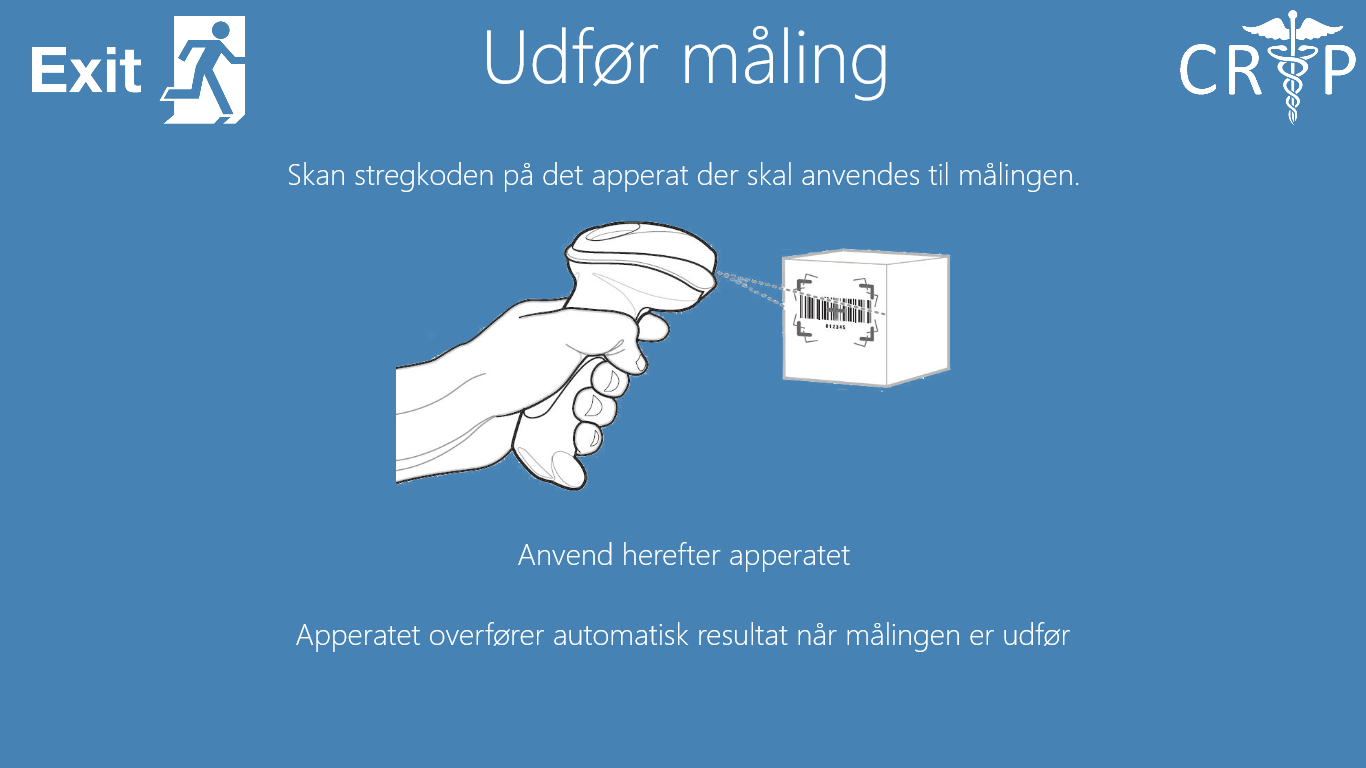 Exit
Udfør måling
CR P
Skan stregkoden på det apperat der skal anvendes til målingen.
012345
Anvend herefter apperatet
Apperatet overfører automatisk resultat når målingen er udfør